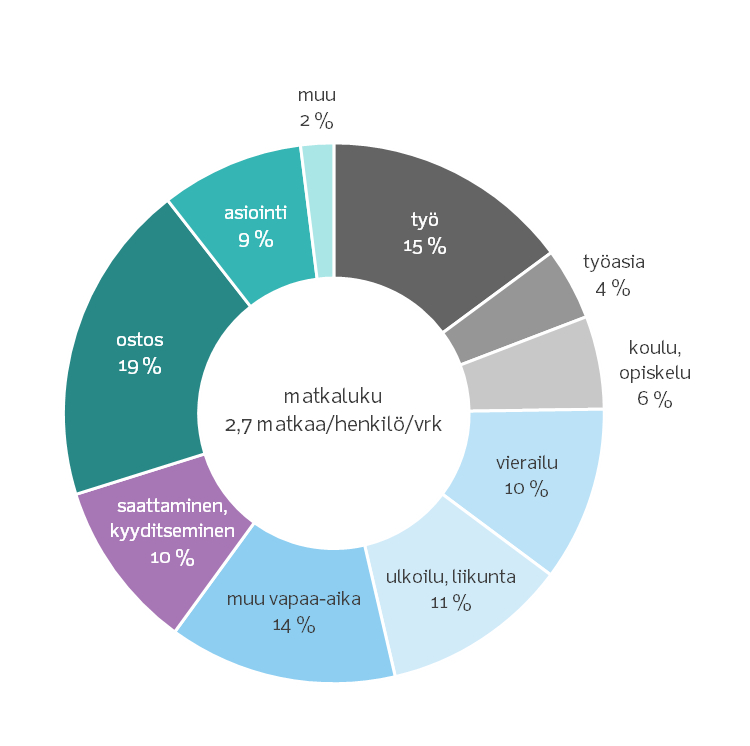 muu
2 %
työ
15 %
työasia
4 %
koulu,
opiskelu
6 %
vierailu
10 %
ulkoilu, liikunta
11 %
muu vapaa-aika
14 %
saattaminen,
kyyditseminen
10 %
ostos
19 %
asiointi
9 %
matkaluku
2,7 matkaa/henkilö/vrk